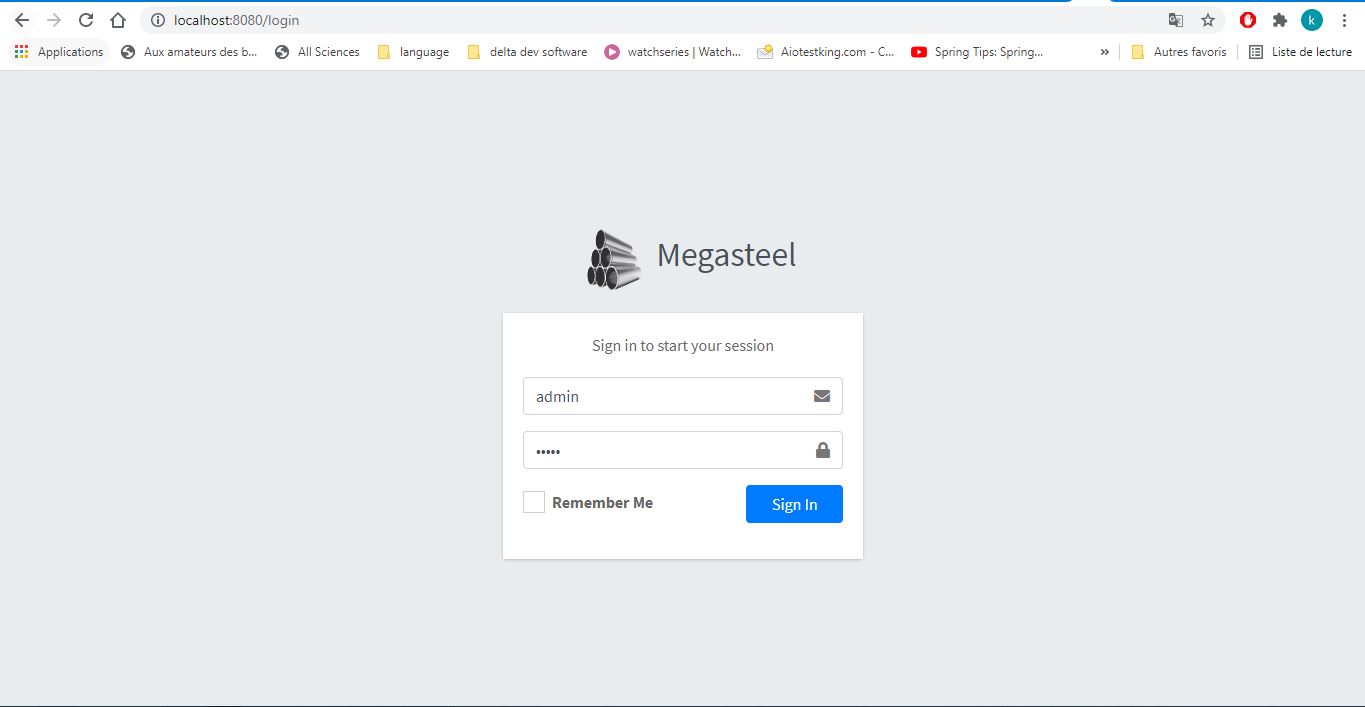 localhost:8080/login
k
Applications
Aux amateurs des b...
All Sciences
language
delta dev software
watchseries | Watch...
Aiotestking.com - C...
Spring Tips: Spring...
»
Autres favoris
Liste de lecture
Megasteel
Sign in to start your session
admin
•••••
Remember Me
Sign In